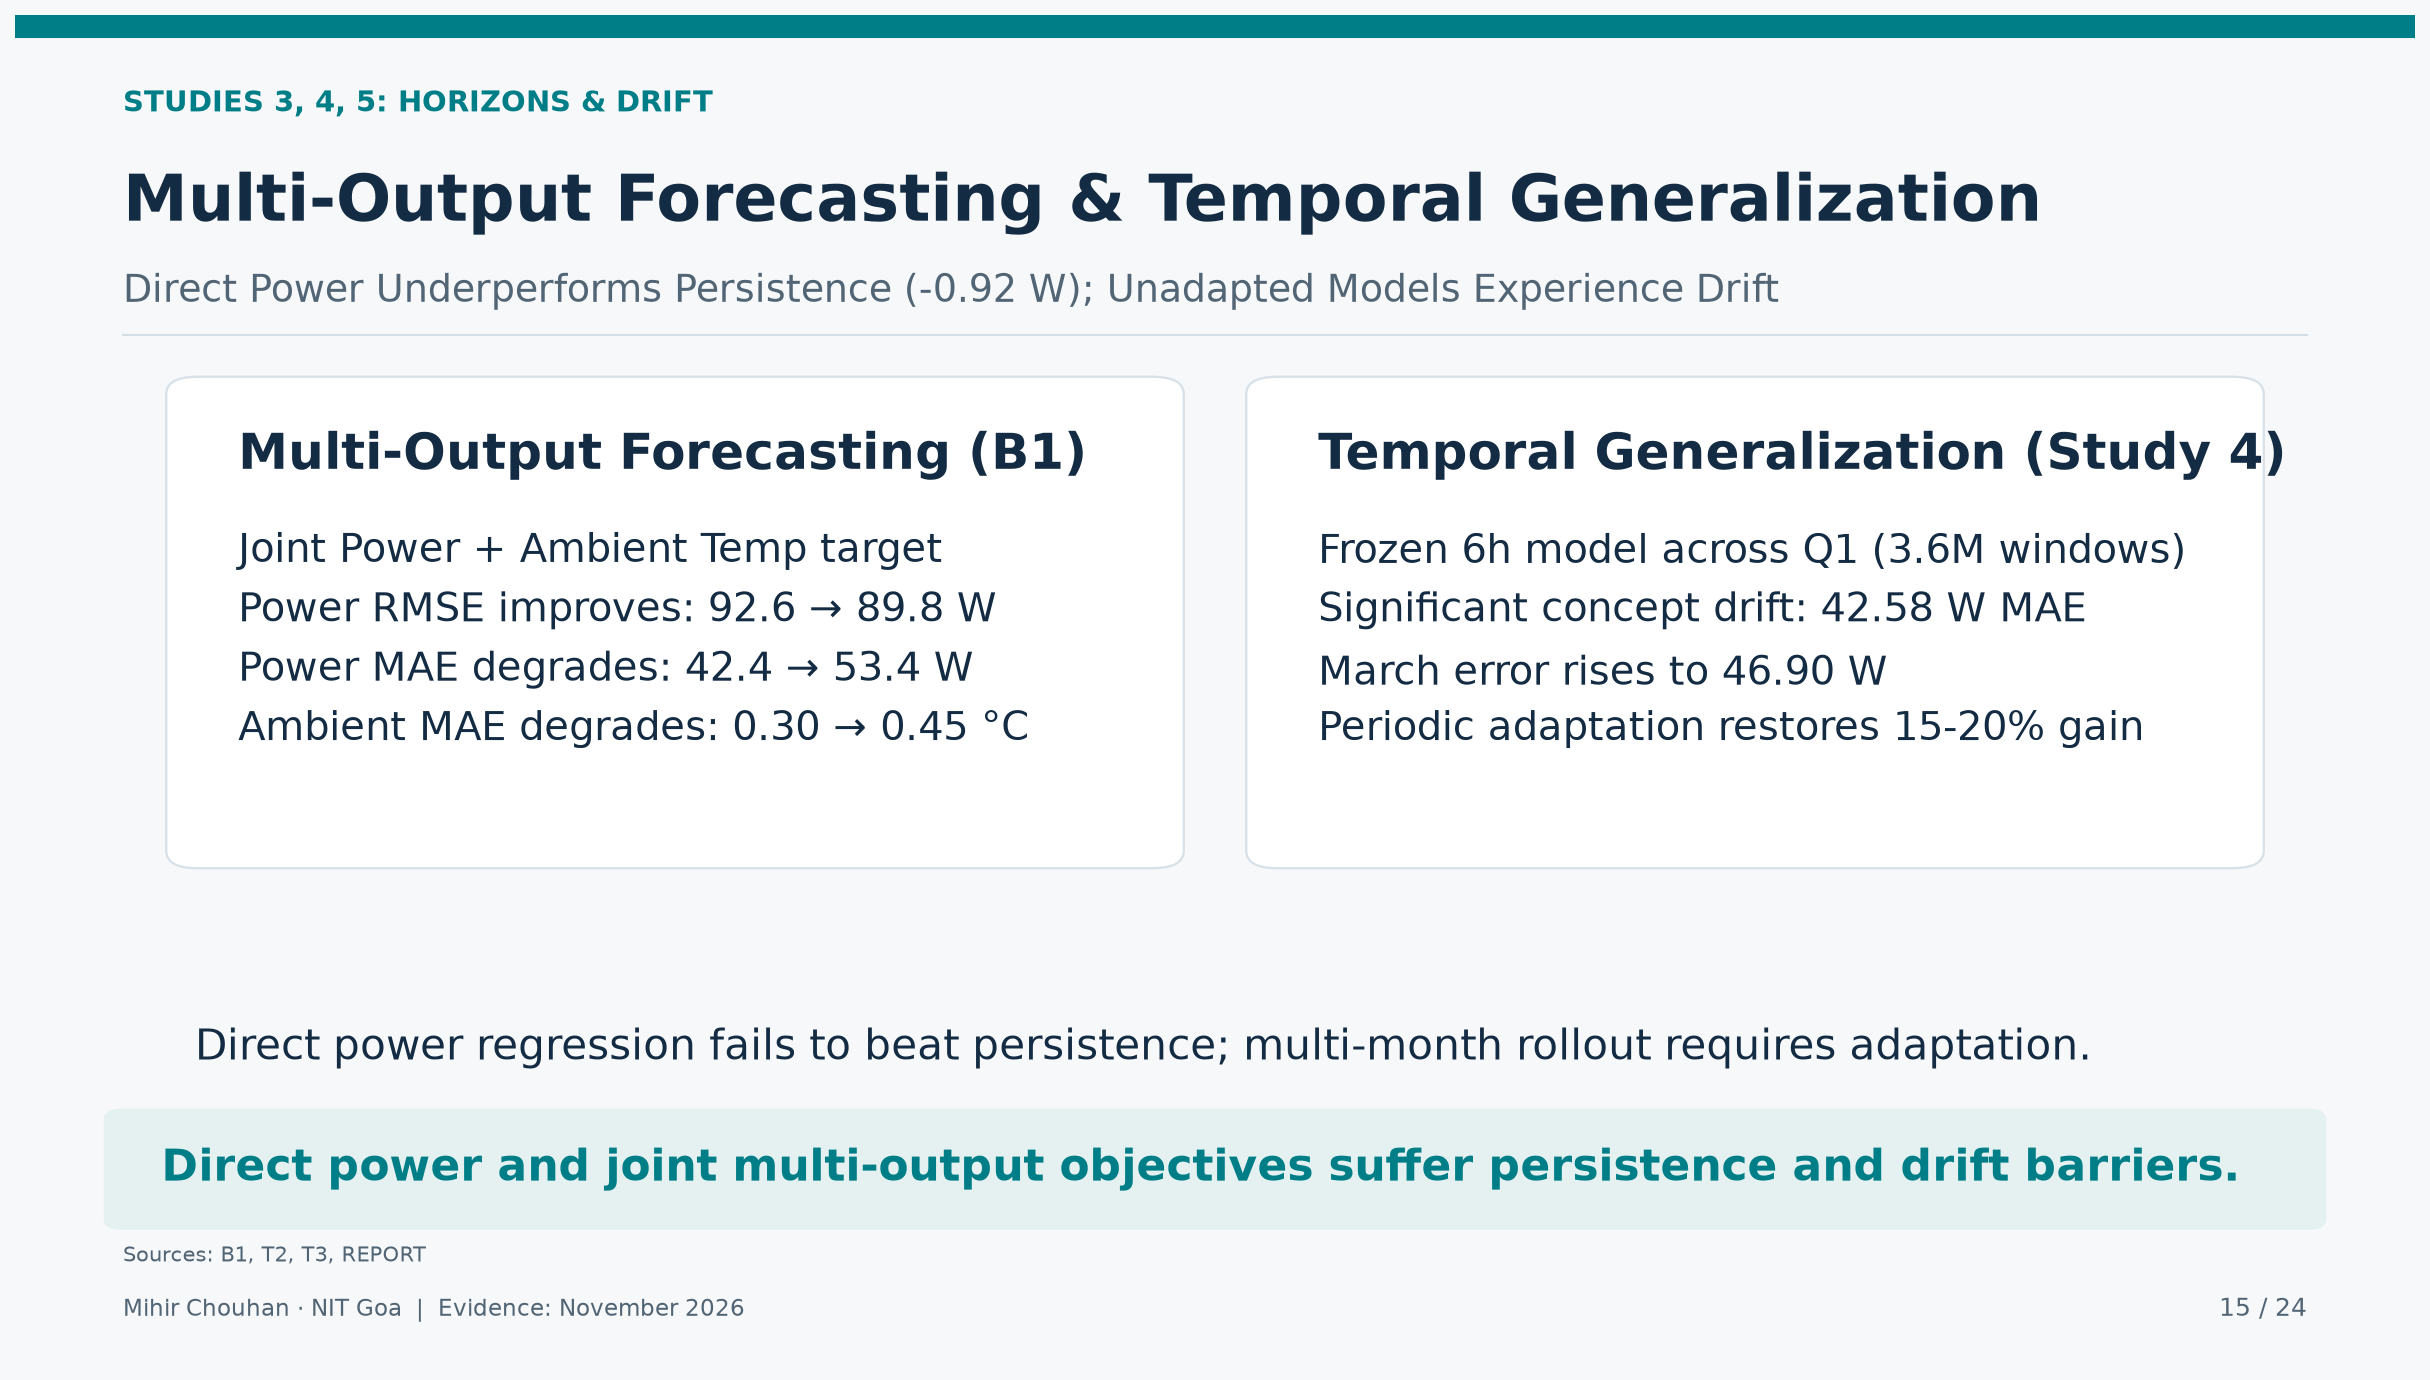 STUDIES 3, 4, 5: HORIZONS & DRIFT
Multi-Output Forecasting & Temporal Generalization
Direct Power Underperforms Persistence (-0.92 W); Unadapted Models Experience Drift
Multi-Output Forecasting (B1)
Joint Power + Ambient Temp target
Power RMSE improves: 92.6 → 89.8 W
Power MAE degrades: 42.4 → 53.4 W
Ambient MAE degrades: 0.30 → 0.45 °C
Temporal Generalization (Study 4)
Frozen 6h model across Q1 (3.6M windows)
Significant concept drift: 42.58 W MAE
March error rises to 46.90 W
Periodic adaptation restores 15-20% gain
Direct power regression fails to beat persistence; multi-month rollout requires adaptation.
Direct power and joint multi-output objectives suffer persistence and drift barriers.
Sources: B1, T2, T3, REPORT
Mihir Chouhan · NIT Goa | Evidence: November 2026
15 / 24